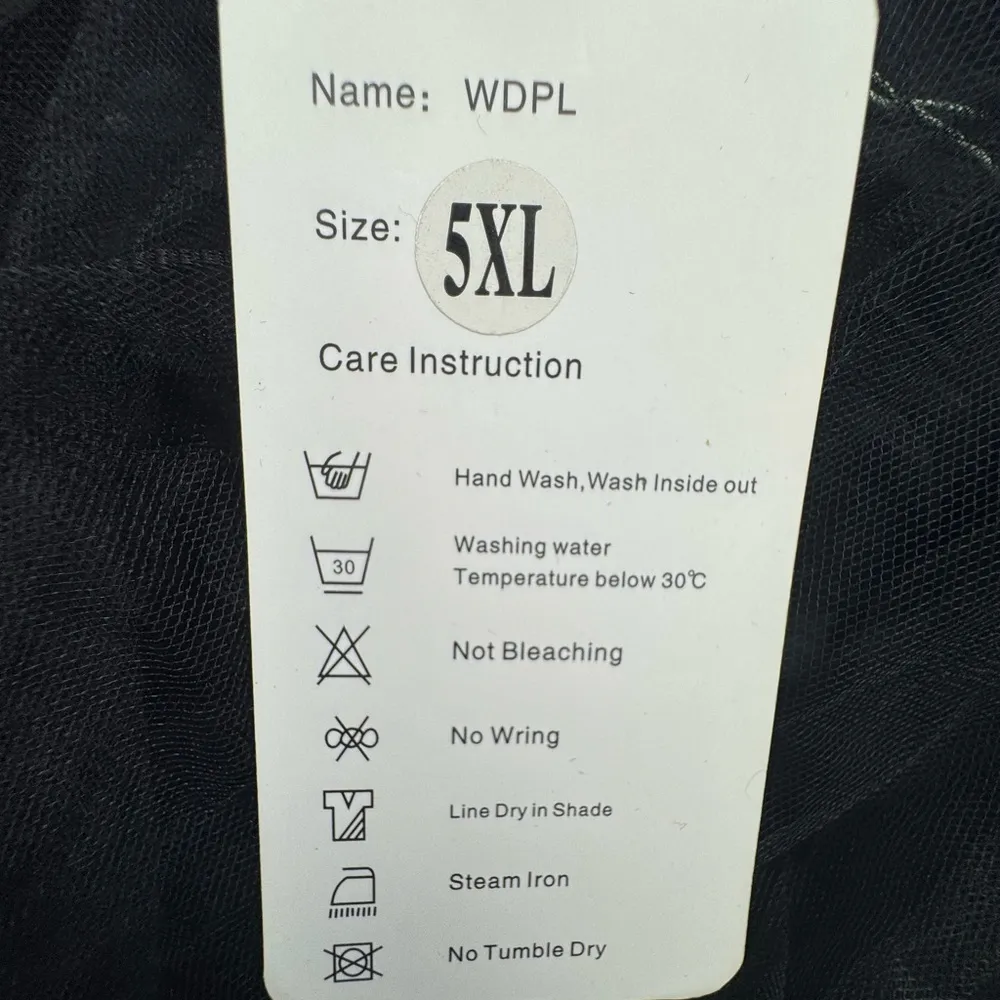 Name: WDPL
Size: 5XL
Care Instruction
Hand Wash,Wash Inside out
30
Washing water
Temperature below 30℃
Not Bleaching
No Wring
Line Dry in Shade
Steam Iron
No Tumble Dry